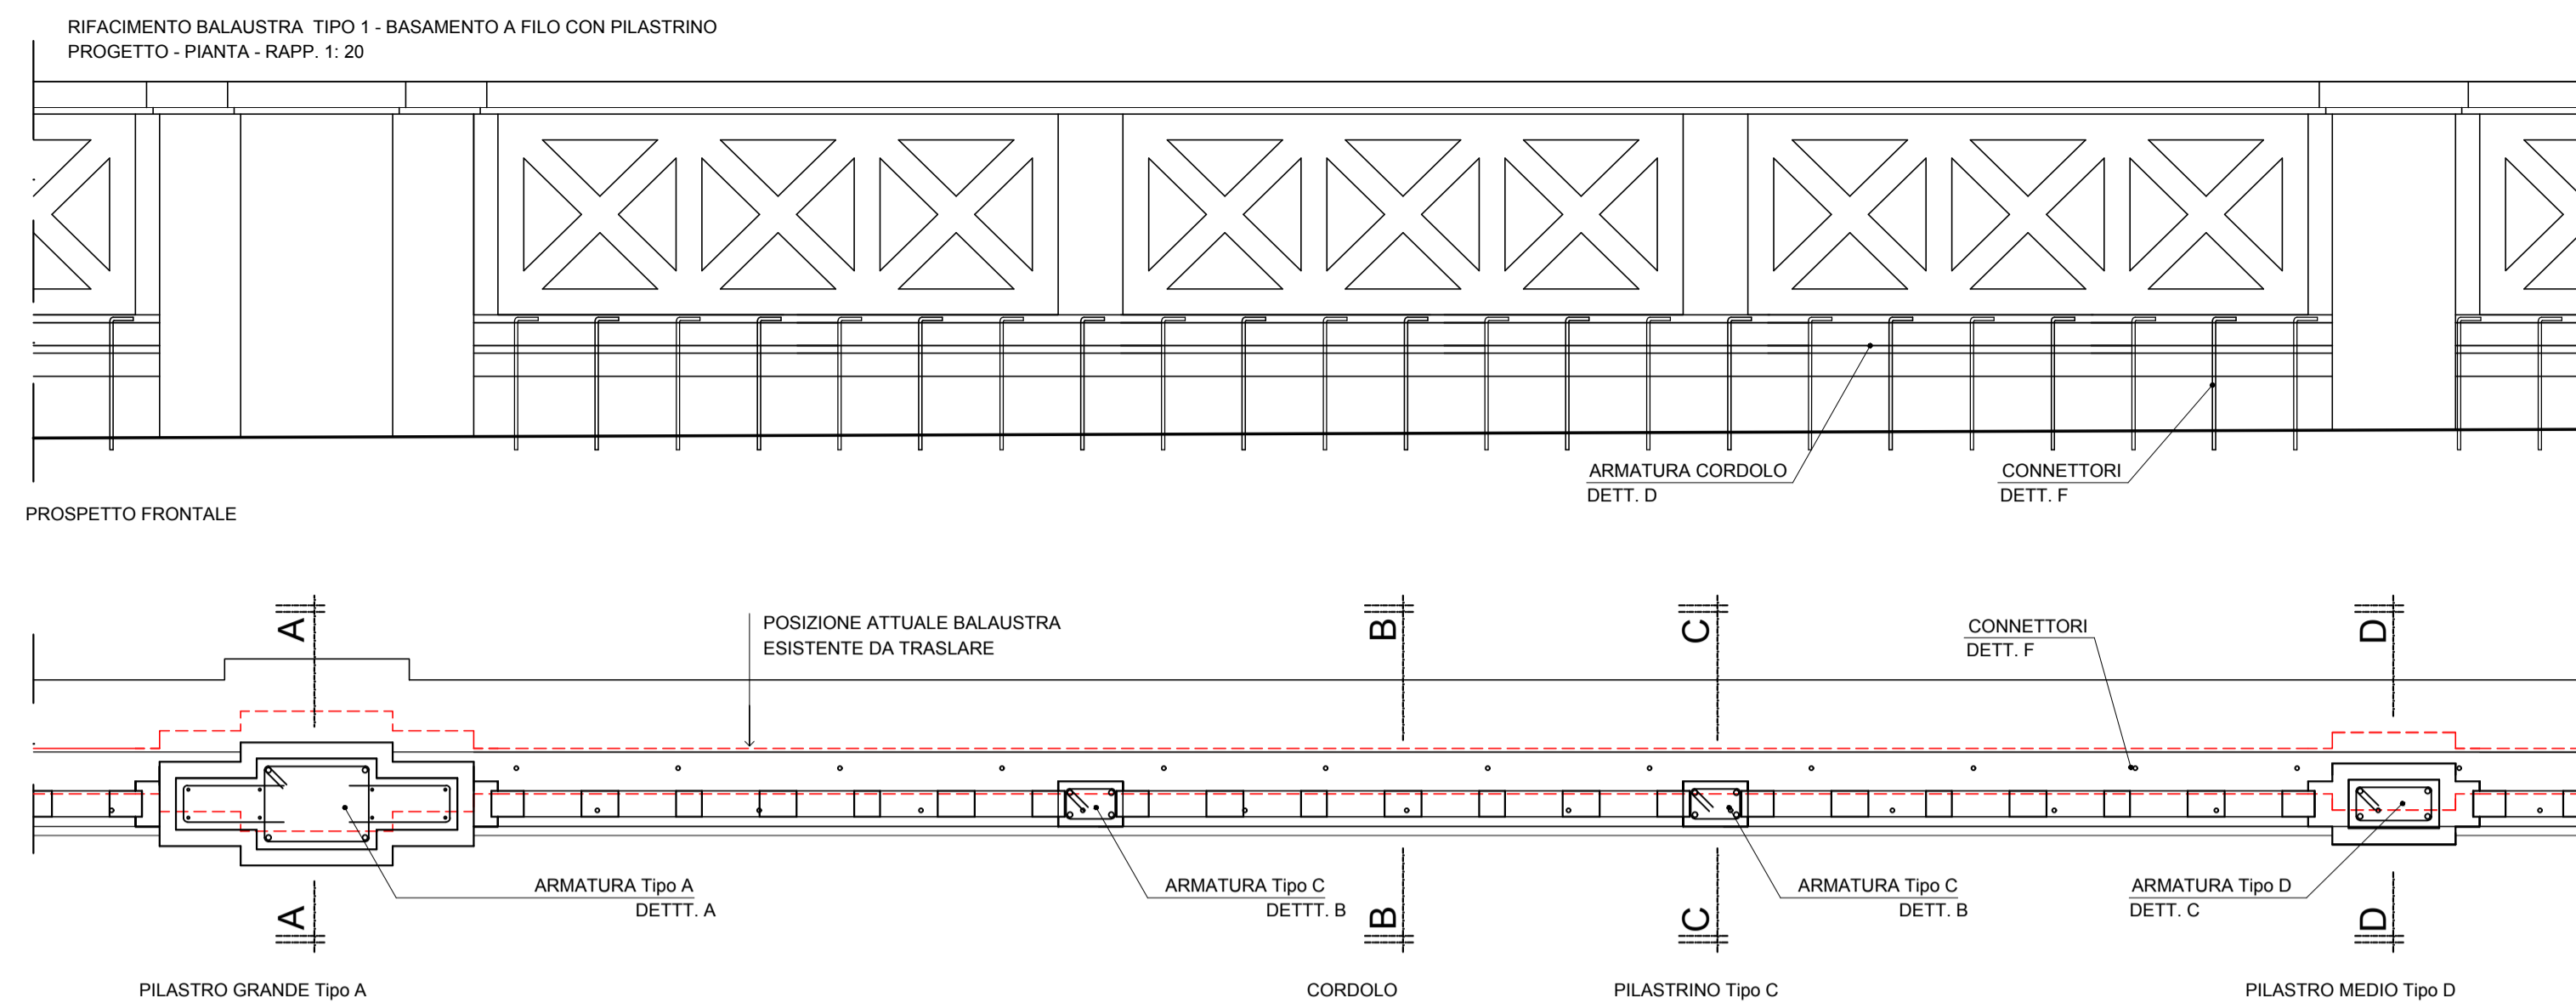 RIFACIMENTO BALAUSTRA  TIPO 1 - BASAMENTO A FILO CON PILASTRINO
PROGETTO - PIANTA - RAPP. 1: 20
ARMATURA CORDOLO
DETT. D
CONNETTORI
DETT. F
PROSPETTO FRONTALE
A
POSIZIONE ATTUALE BALAUSTRA
ESISTENTE DA TRASLARE
B
C
CONNETTORI
DETT. F
D
ARMATURA Tipo A
DETTT. A
ARMATURA Tipo C
DETTT. B
ARMATURA Tipo C
DETT. B
ARMATURA Tipo D
DETT. C
A
B
C
D
PILASTRO GRANDE Tipo A
CORDOLO
PILASTRINO Tipo C
PILASTRO MEDIO Tipo D